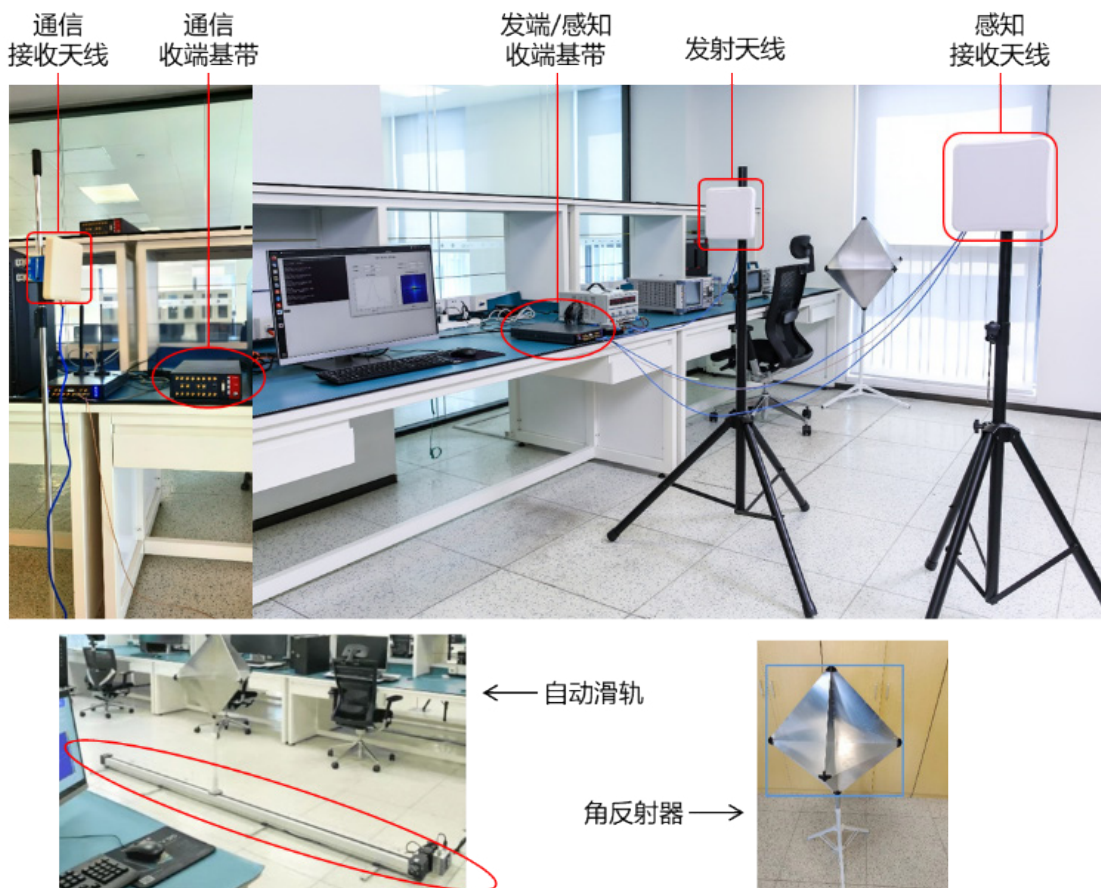 通信
接收天线
通信
收端基带
发端/感知
收端基带
发射天线
感知
接收天线
自动滑轨
角反射器